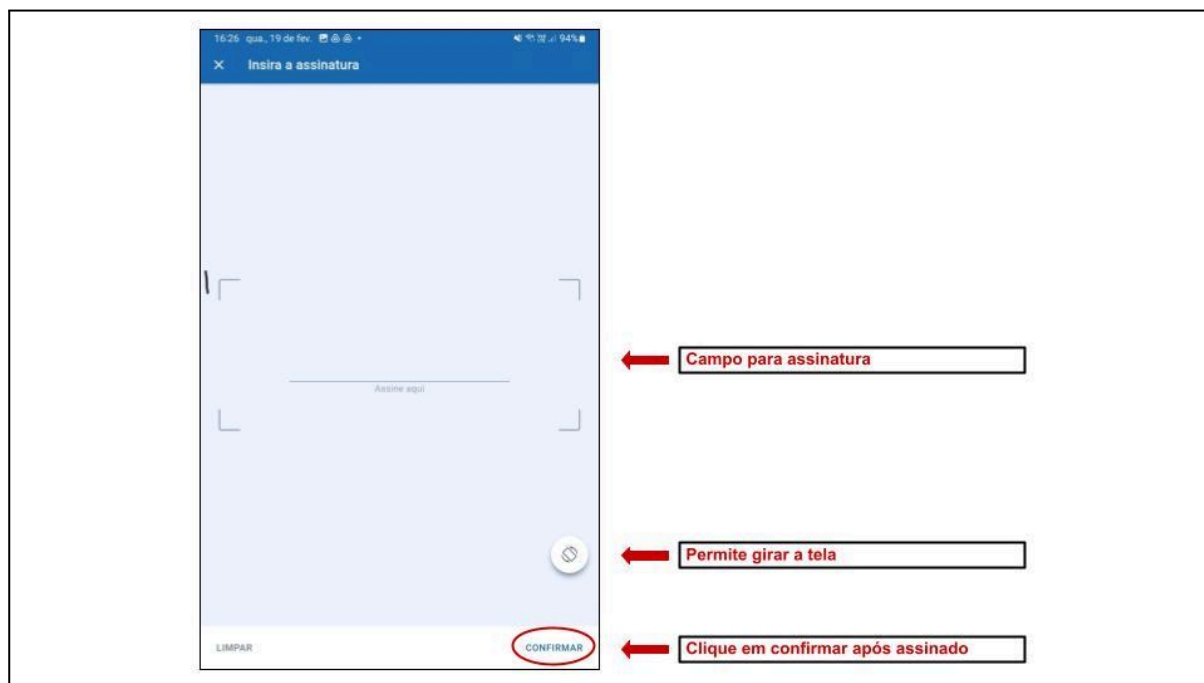 16:26 qua., 19 de fev.
94%
Insira a assinatura
Assine aqui
Campo para assinatura
Permite girar a tela
LIMPAR
CONFIRMAR
Clique em confirmar após assinado